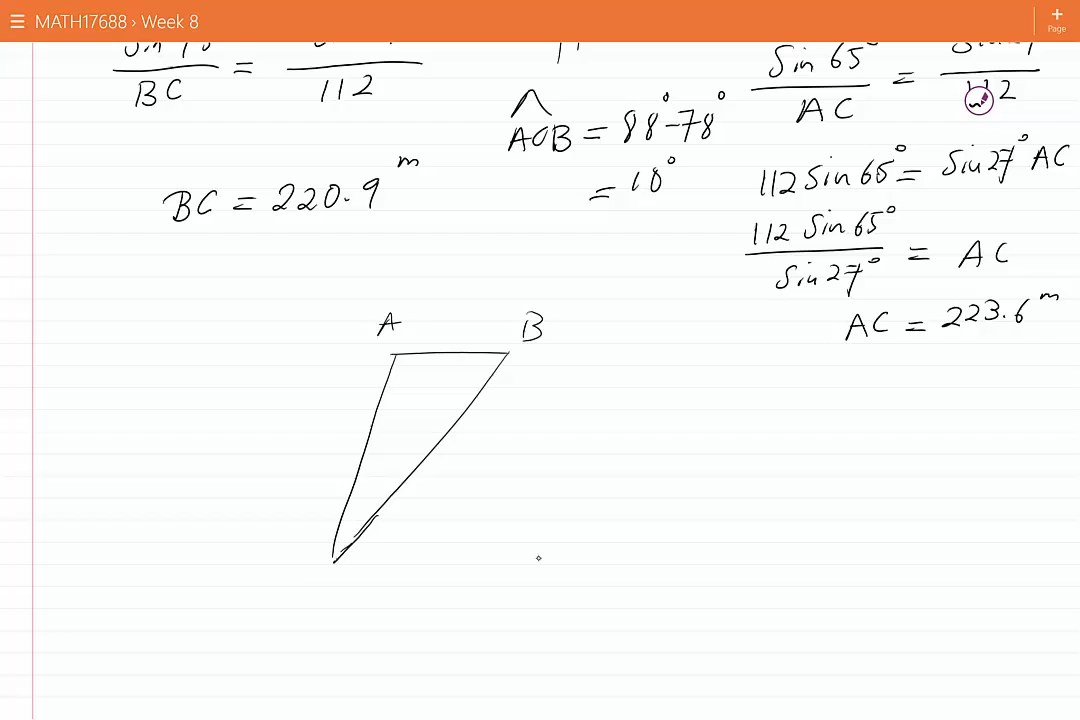 MATH17688 › Week 8
+
Page
BC =
112
BC = 220.9 m
AOB = 88° - 78°
= 10°
Sin 65° =
AC
112 Sin 65° = Sin 27° AC
112 Sin 65° = AC
Sin 27°
AC = 223.6 m
A B